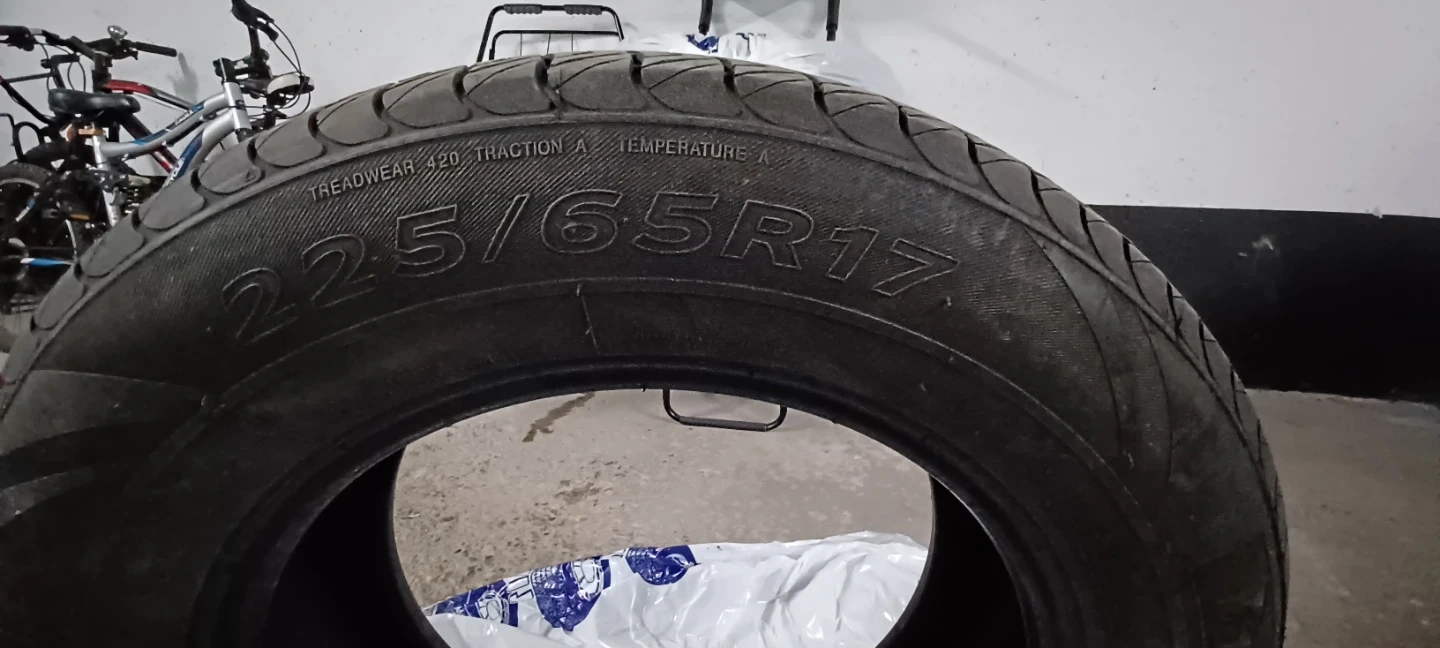 TREADWEAR 420 TRACTION A TEMPERATURE A
225/65R17